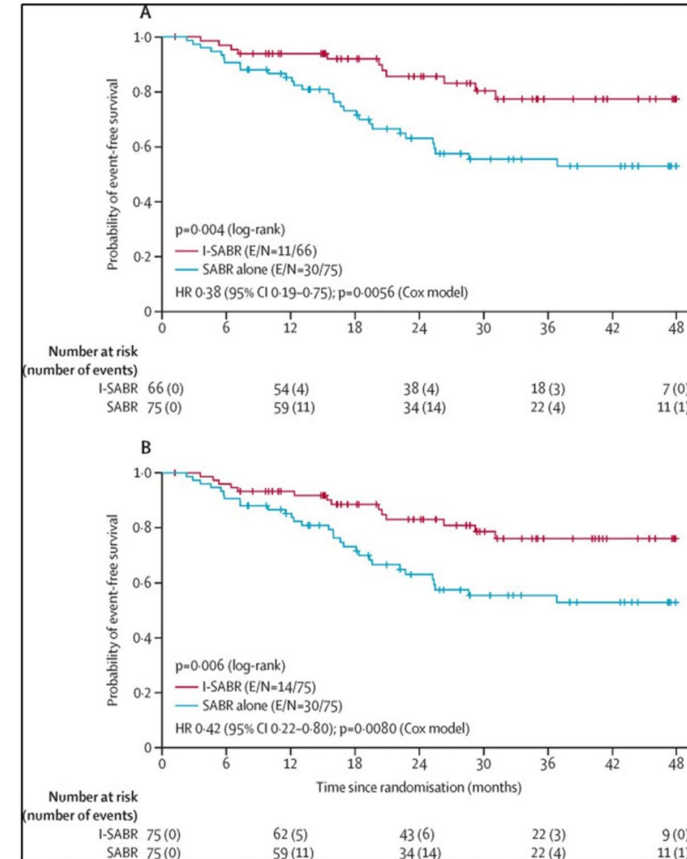 A
1·0
0·8
0·6
0·4
0·2
0
Probability of event-free survival
p=0·004 (log-rank)
I-SABR (E/N=11/66)
SABR alone (E/N=30/75)
HR 0·38 (95% CI 0·19–0·75); p=0·0056 (Cox model)
0 6 12 18 24 30 36 42 48
Number at risk
(number of events)
I-SABR 66 (0) 54 (4) 38 (4) 18 (3) 7 (0)
SABR 75 (0) 59 (11) 34 (14) 22 (4) 11 (1)
B
1·0
0·8
0·6
0·4
0·2
0
Probability of event-free survival
p=0·006 (log-rank)
I-SABR (E/N=14/75)
SABR alone (E/N=30/75)
HR 0·42 (95% CI 0·22–0·80); p=0·0080 (Cox model)
0 6 12 18 24 30 36 42 48
Time since randomisation (months)
Number at risk
(number of events)
I-SABR 75 (0) 62 (5) 43 (6) 22 (3) 9 (0)
SABR 75 (0) 59 (11) 34 (14) 22 (4) 11 (1)